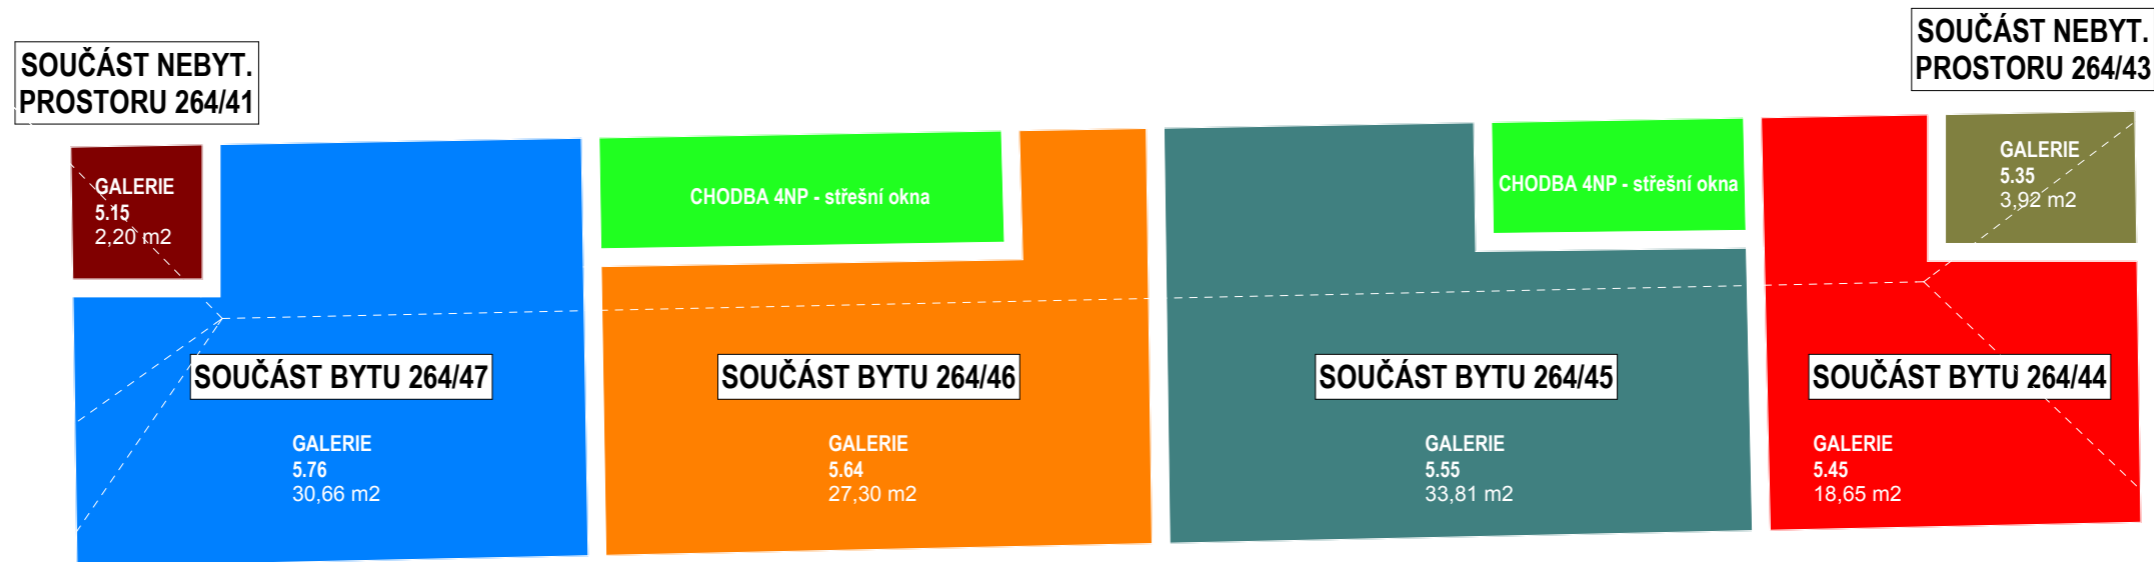 SOUČÁST NEBYT.
PROSTORU 264/41
SOUČÁST NEBYT.
PROSTORU 264/43
GALERIE
5.15
2,20 m2
CHODBA 4NP - střešní okna
CHODBA 4NP - střešní okna
GALERIE
5.35
3,92 m2
SOUČÁST BYTU 264/47
SOUČÁST BYTU 264/46
SOUČÁST BYTU 264/45
SOUČÁST BYTU 264/44
GALERIE
5.76
30,66 m2
GALERIE
5.64
27,30 m2
GALERIE
5.55
33,81 m2
GALERIE
5.45
18,65 m2